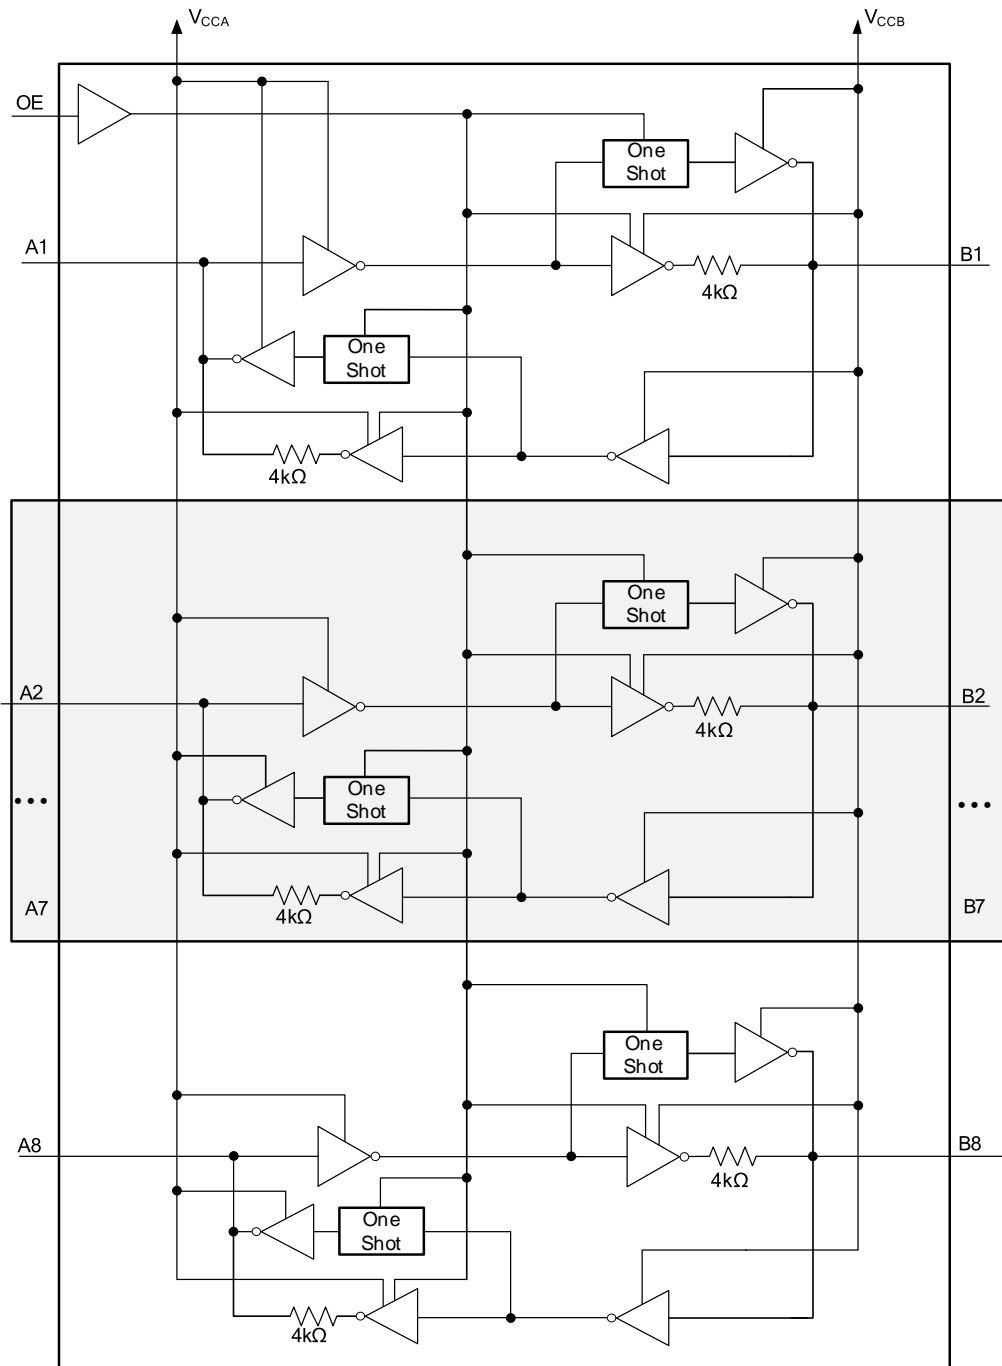 VCCA
VCCB
OE
One
Shot
A1
B1
4kΩ
One
Shot
4kΩ
One
Shot
A2
B2
4kΩ
One
Shot
•••
•••
A7
4kΩ
B7
One
Shot
A8
B8
4kΩ
One
Shot
4kΩ